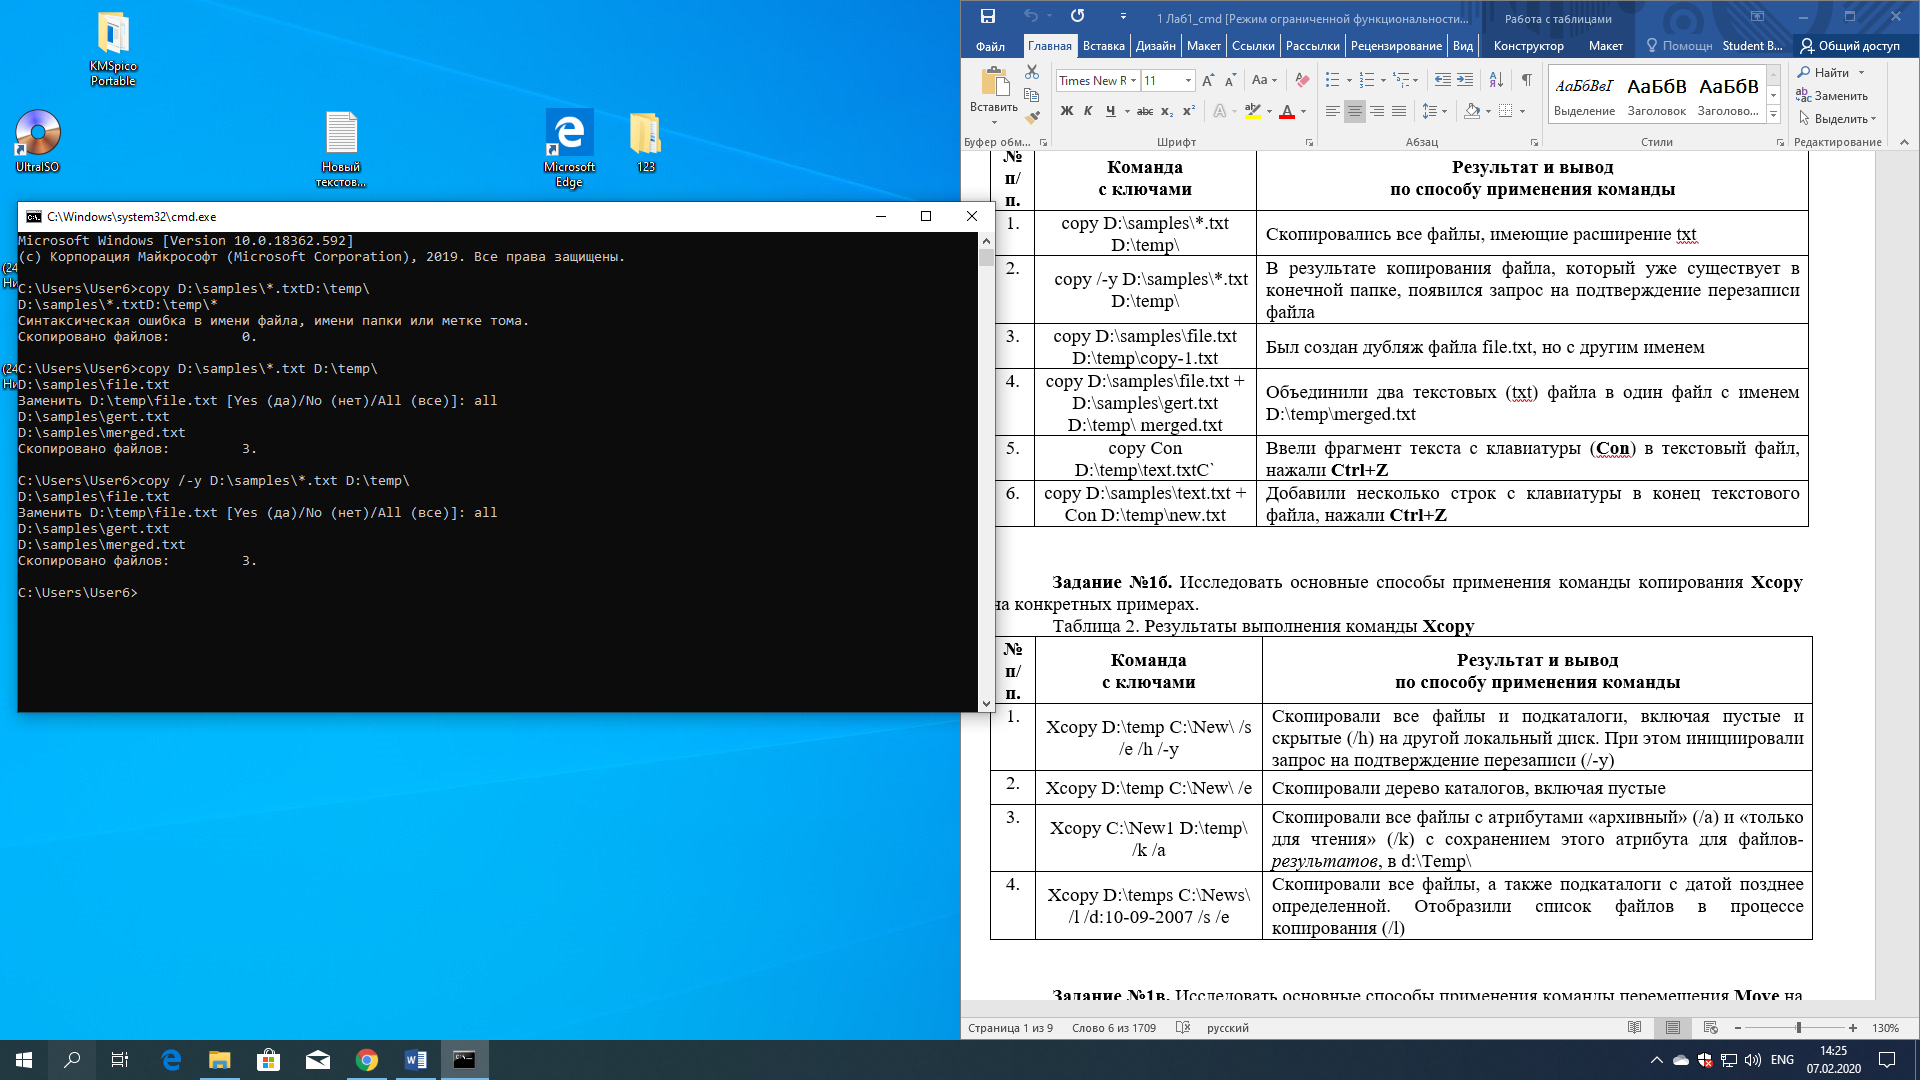 KMSpico
Portable
UltraISO
Новый
текстов...
Microsoft
Edge
123
C:\Windows\system32\cmd.exe
Microsoft Windows [Version 10.0.18362.592]
(c) Корпорация Майкрософт (Microsoft Corporation), 2019. Все права защищены.
C:\Users\User6>copy D:\samples\*.txtD:\temp\
D:\samples\*.txtD:\temp\*
Синтаксическая ошибка в имени файла, имени папки или метке тома.
Скопировано файлов:         0.
C:\Users\User6>copy D:\samples\*.txt D:\temp\
D:\samples\file.txt
Заменить D:\temp\file.txt [Yes (да)/No (нет)/All (все)]: all
D:\samples\gert.txt
D:\samples\merged.txt
Скопировано файлов:         3.
C:\Users\User6>copy /-y D:\samples\*.txt D:\temp\
D:\samples\file.txt
Заменить D:\temp\file.txt [Yes (да)/No (нет)/All (все)]: all
D:\samples\gert.txt
D:\samples\merged.txt
Скопировано файлов:         3.
C:\Users\User6>
1 Лаб1_cmd [Режим ограниченной функциональности...
Работа с таблицами
Файл Главная Вставка Дизайн Макет Ссылки Рассылки Рецензирование Вид Конструктор Макет Помощн Student B... Общий доступ
Вставить
Times New R 11
Aa
Ж К Ч abc x₂ x²
АаБбВвІ АаБбВ АаБбВ
Выделение Заголовок Заголово...
Найти
Заменить
Выделить
Буфер обм... Шрифт Абзац Стили Редактирование
№ п/п.
Команда с ключами
Результат и вывод по способу применения команды
1.
copy D:\samples\*.txt
D:\temp\
Скопировались все файлы, имеющие расширение txt
2.
copy /-y D:\samples\*.txt
D:\temp\
В результате копирования файла, который уже существует в
конечной папке, появился запрос на подтверждение перезаписи
файла
3.
copy D:\samples\file.txt
D:\temp\copy-1.txt
Был создан дубляж файла file.txt, но с другим именем
4.
copy D:\samples\file.txt +
D:\samples\gert.txt
D:\temp\ merged.txt
Объединили два текстовых (txt) файла в один файл с именем
D:\temp\merged.txt
5.
copy Con
D:\temp\text.txtC`
Ввели фрагмент текста с клавиатуры (Con) в текстовый файл,
нажали Ctrl+Z
6.
copy D:\samples\text.txt +
Con D:\temp\new.txt
Добавили несколько строк с клавиатуры в конец текстового
файла, нажали Ctrl+Z
Задание №1б. Исследовать основные способы применения команды копирования Xcopy
на конкретных примерах.
Таблица 2. Результаты выполнения команды Xcopy
№ п/п.
Команда с ключами
Результат и вывод по способу применения команды
1.
Xcopy D:\temp C:\New\ /s
/e /h /-y
Скопировали все файлы и подкаталоги, включая пустые и
скрытые (/h) на другой локальный диск. При этом инициировали
запрос на подтверждение перезаписи (/-y)
2.
Xcopy D:\temp C:\New\ /e
Скопировали дерево каталогов, включая пустые
3.
Xcopy C:\New1 D:\temp\
/k /a
Скопировали все файлы с атрибутами «архивный» (/a) и «только
для чтения» (/k) с сохранением этого атрибута для файлов-
результатов, в d:\Temp\
4.
Xcopy D:\temps C:\News\
/l /d:10-09-2007 /s /e
Скопировали все файлы, а также подкаталоги с датой позднее
определенной. Отобразили список файлов в процессе
копирования (/l)
Задание №1в. Исследовать основные способы применения команды перемещения Move на
Страница 1 из 9 Слово 6 из 1709 русский 130%
ENG
14:25
07.02.2020